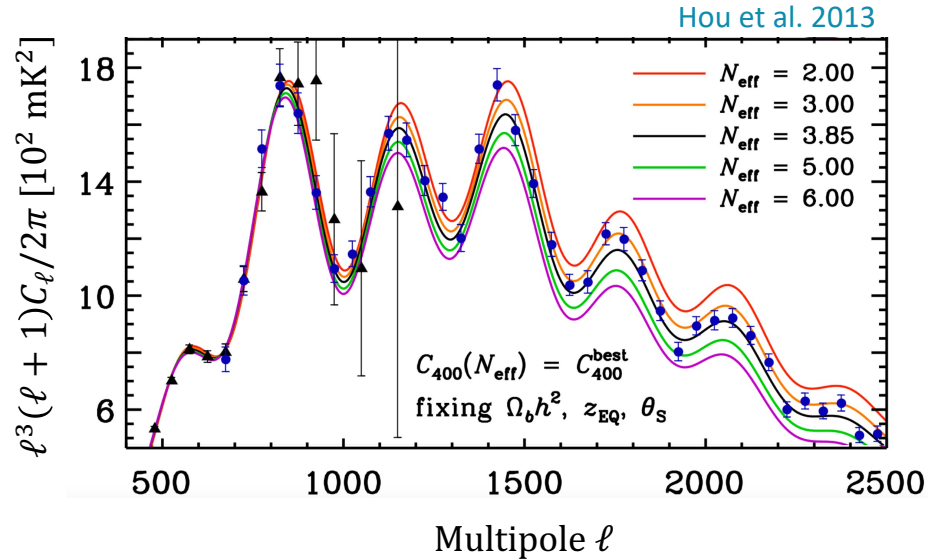 Hou et al. 2013
ℓ³(ℓ + 1)C_ℓ/2π [10² mK²]
18
14
10
6
N_eff = 2.00
N_eff = 3.00
N_eff = 3.85
N_eff = 5.00
N_eff = 6.00
C_400(N_eff) = C_400^best
fixing Ω_b h², z_EQ, θ_S
500 1000 1500 2000 2500
Multipole ℓ